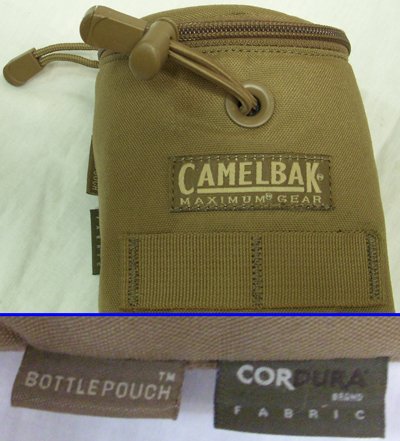 CAMELBAK®
MAXIMUM® GEAR
BOTTLEPOUCH™
CORDURA®
BRAND
FABRIC